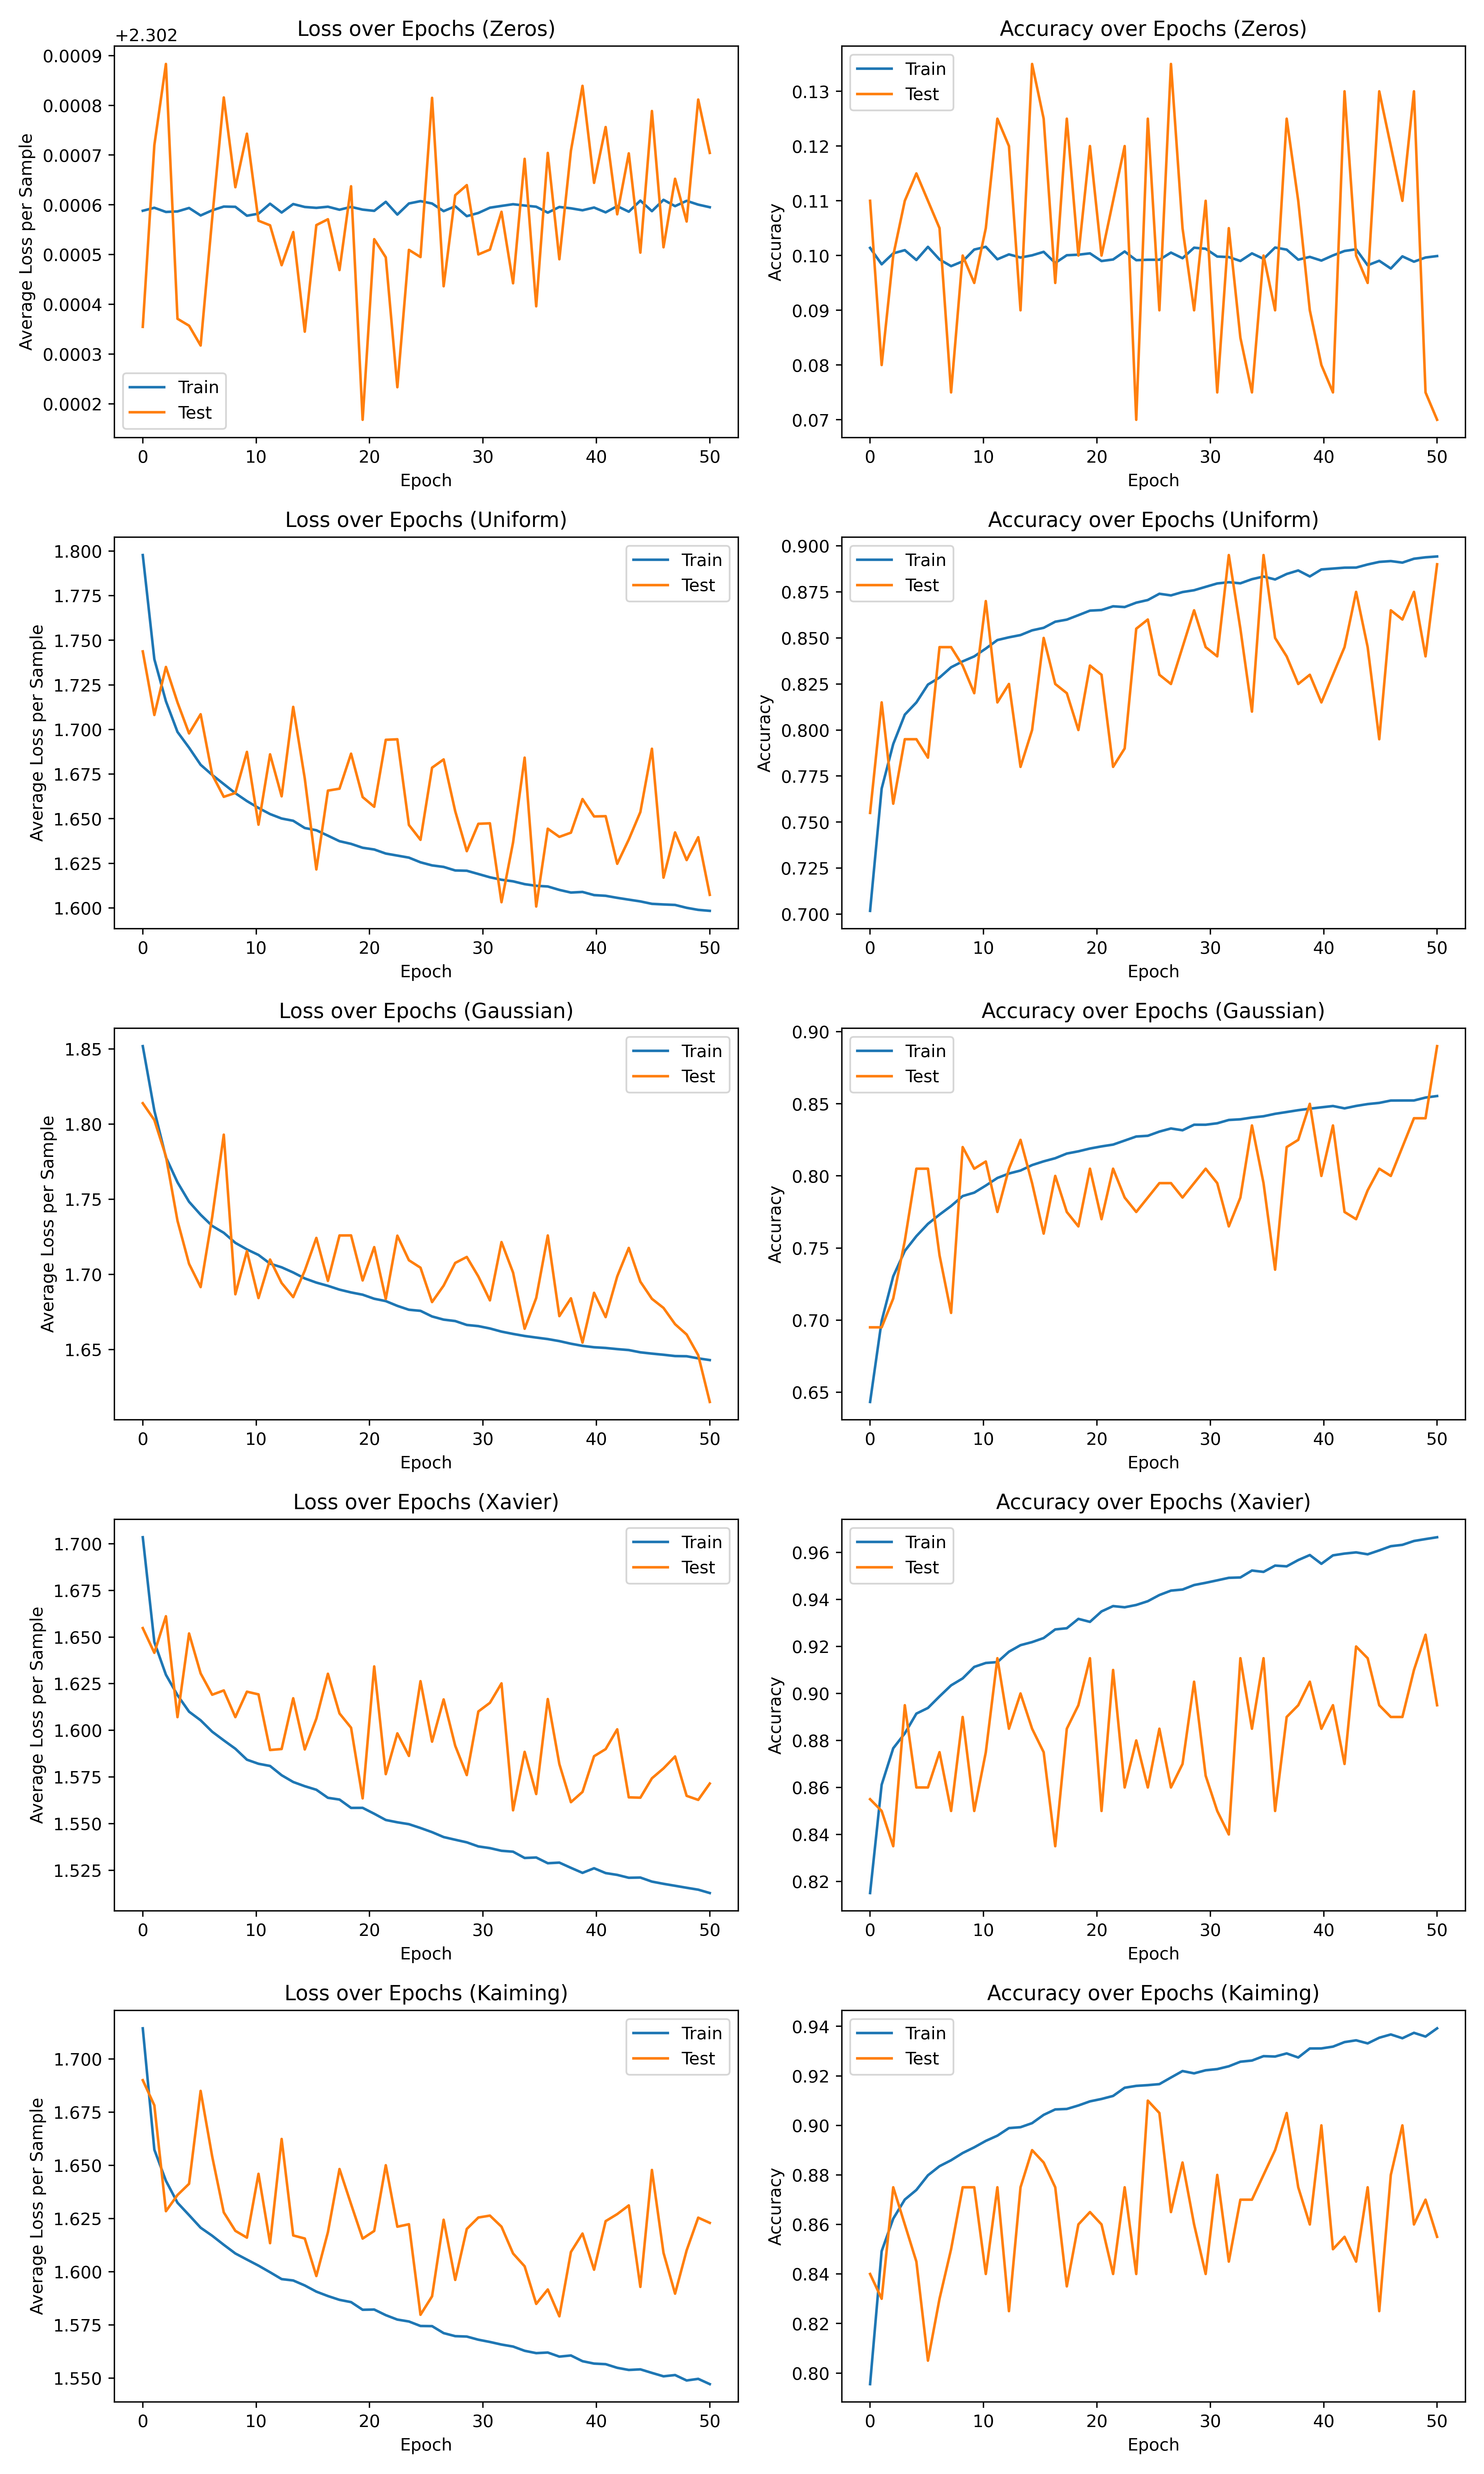 Loss over Epochs (Zeros)
+2.302
0.0009
0.0008
0.0007
0.0006
0.0005
0.0004
0.0003
0.0002
Average Loss per Sample
Train
Test
0 10 20 30 40 50
Epoch
Accuracy over Epochs (Zeros)
0.13
0.12
0.11
0.10
0.09
0.08
0.07
Accuracy
Train
Test
0 10 20 30 40 50
Epoch
Loss over Epochs (Uniform)
1.800
1.775
1.750
1.725
1.700
1.675
1.650
1.625
1.600
Average Loss per Sample
Train
Test
0 10 20 30 40 50
Epoch
Accuracy over Epochs (Uniform)
0.900
0.875
0.850
0.825
0.800
0.775
0.750
0.725
0.700
Accuracy
Train
Test
0 10 20 30 40 50
Epoch
Loss over Epochs (Gaussian)
1.85
1.80
1.75
1.70
1.65
Average Loss per Sample
Train
Test
0 10 20 30 40 50
Epoch
Accuracy over Epochs (Gaussian)
0.90
0.85
0.80
0.75
0.70
0.65
Accuracy
Train
Test
0 10 20 30 40 50
Epoch
Loss over Epochs (Xavier)
1.700
1.675
1.650
1.625
1.600
1.575
1.550
1.525
Average Loss per Sample
Train
Test
0 10 20 30 40 50
Epoch
Accuracy over Epochs (Xavier)
0.96
0.94
0.92
0.90
0.88
0.86
0.84
0.82
Accuracy
Train
Test
0 10 20 30 40 50
Epoch
Loss over Epochs (Kaiming)
1.700
1.675
1.650
1.625
1.600
1.575
1.550
Average Loss per Sample
Train
Test
0 10 20 30 40 50
Epoch
Accuracy over Epochs (Kaiming)
0.94
0.92
0.90
0.88
0.86
0.84
0.82
0.80
Accuracy
Train
Test
0 10 20 30 40 50
Epoch